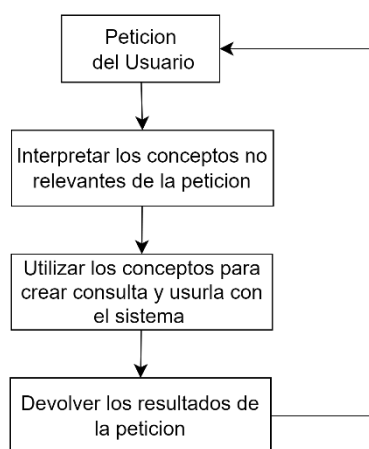 Peticion
del Usuario
Interpretar los conceptos no
relevantes de la peticion
Utilizar los conceptos para
crear consulta y usurla con
el sistema
Devolver los resultados de
la peticion